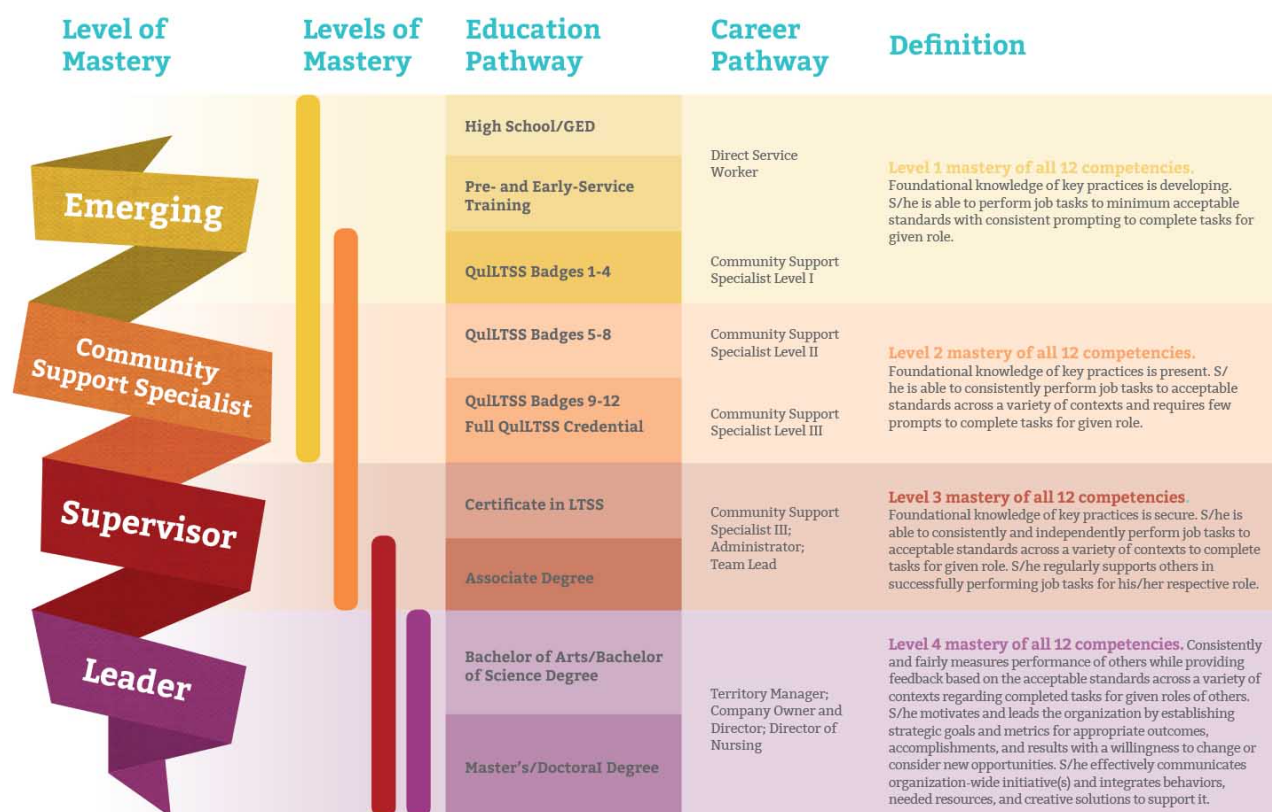 Level of
Mastery
Levels of
Mastery
Education
Pathway
Career
Pathway
Definition
Emerging
High School/GED
Pre- and Early-Service
Training
QulLTSS Badges 1-4
Direct Service
Worker
Community Support
Specialist Level I
Level 1 mastery of all 12 competencies.
Foundational knowledge of key practices is developing.
S/he is able to perform job tasks to minimum acceptable
standards with consistent prompting to complete tasks for
given role.
Community
Support Specialist
QulLTSS Badges 5-8
QulLTSS Badges 9-12
Full QulLTSS Credential
Community Support
Specialist Level II
Community Support
Specialist Level III
Level 2 mastery of all 12 competencies.
Foundational knowledge of key practices is present. S/
he is able to consistently perform job tasks to acceptable
standards across a variety of contexts and requires few
prompts to complete tasks for given role.
Supervisor
Certificate in LTSS
Associate Degree
Community Support
Specialist III;
Administrator;
Team Lead
Level 3 mastery of all 12 competencies.
Foundational knowledge of key practices is secure. S/he is
able to consistently and independently perform job tasks to
acceptable standards across a variety of contexts to complete
tasks for given role. S/he regularly supports others in
successfully performing job tasks for his/her respective role.
Leader
Bachelor of Arts/Bachelor
of Science Degree
Master's/Doctoral Degree
Territory Manager;
Company Owner and
Director; Director of
Nursing
Level 4 mastery of all 12 competencies. Consistently
and fairly measures performance of others while providing
feedback based on the acceptable standards across a variety of
contexts regarding completed tasks for given roles of others.
S/he motivates and leads the organization by establishing
strategic goals and metrics for appropriate outcomes,
accomplishments, and results with a willingness to change or
consider new opportunities. S/he effectively communicates
organization-wide initiative(s) and integrates behaviors,
needed resources, and creative solutions to support it.